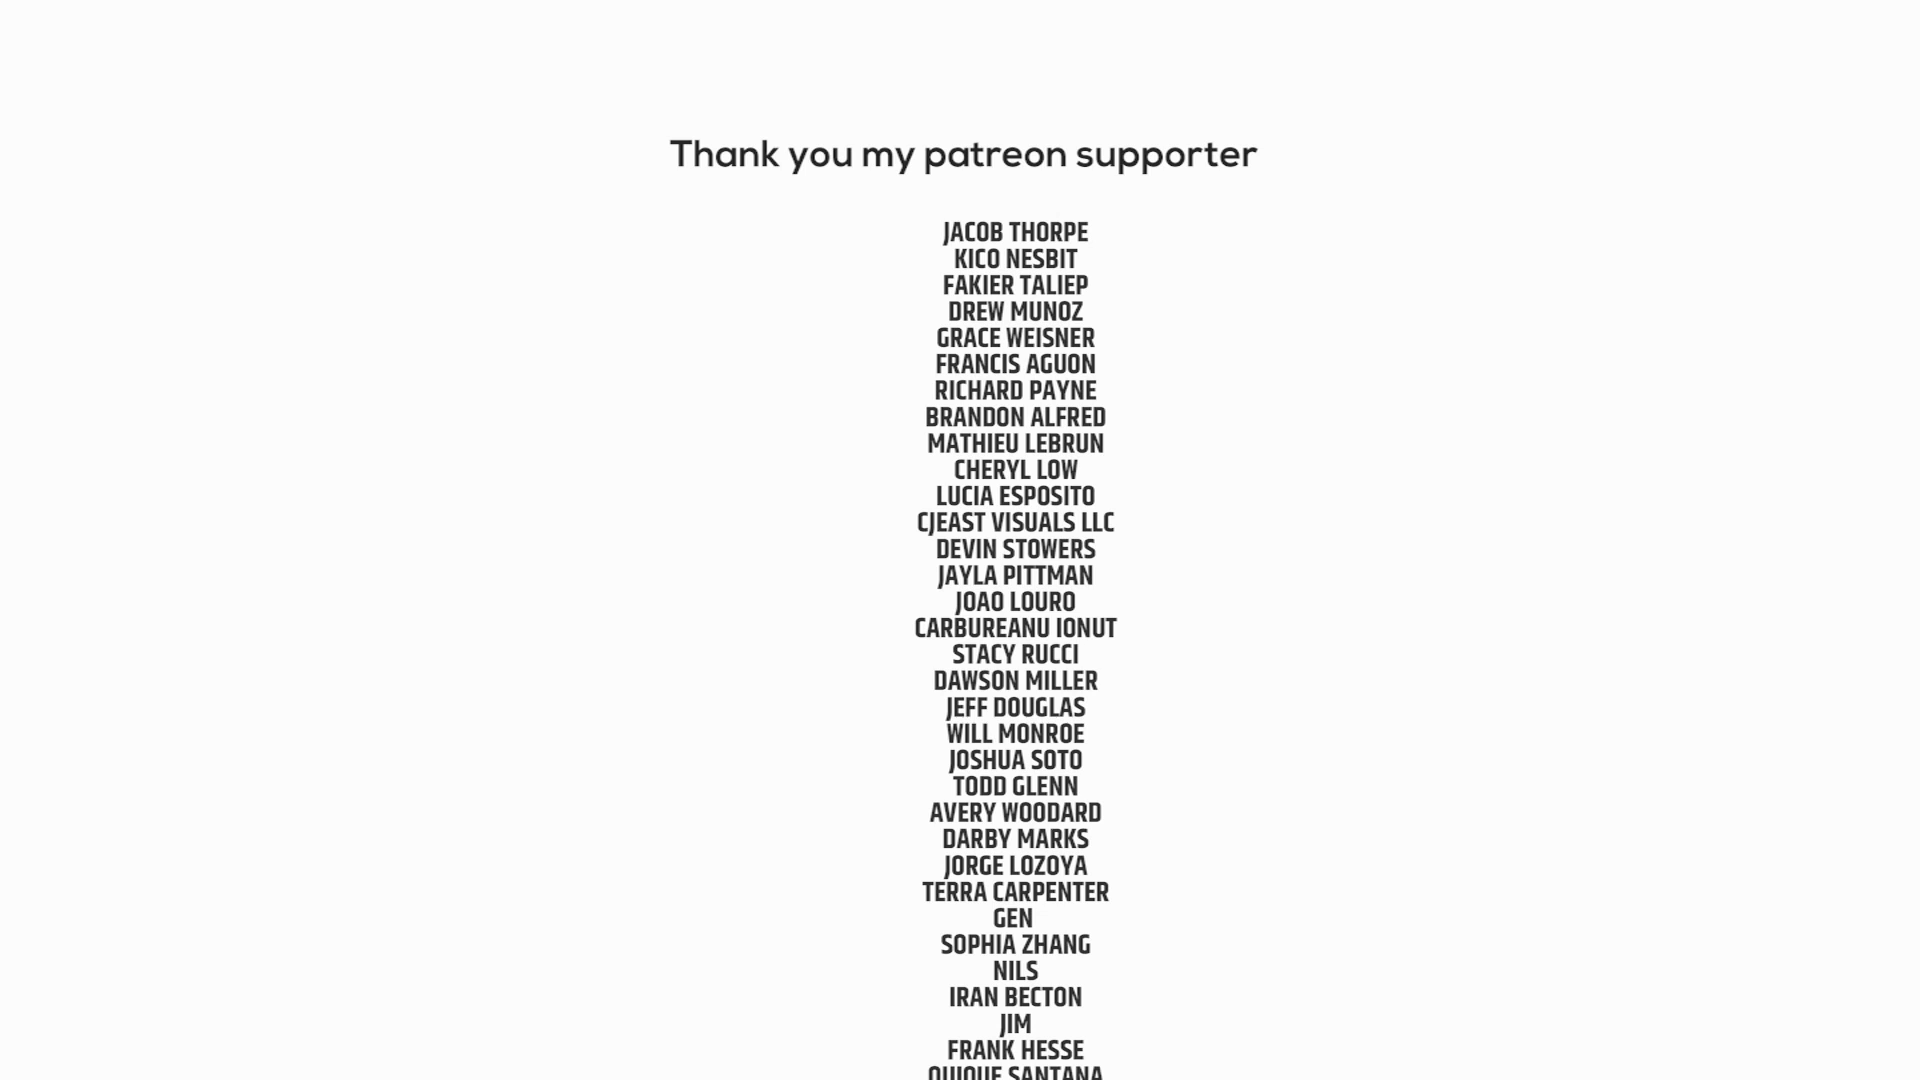 Thank you my patreon supporter
JACOB THORPE
KICO NESBIT
FAKIER TALIEP
DREW MUNOZ
GRACE WEISNER
FRANCIS AGUON
RICHARD PAYNE
BRANDON ALFRED
MATHIEU LEBRUN
CHERYL LOW
LUCIA ESPOSITO
CJEAST VISUALS LLC
DEVIN STOWERS
JAYLA PITTMAN
JOAO LOURO
CARBUREANU IONUT
STACY RUCCI
DAWSON MILLER
JEFF DOUGLAS
WILL MONROE
JOSHUA SOTO
TODD GLENN
AVERY WOODARD
DARBY MARKS
JORGE LOZOYA
TERRA CARPENTER
GEN
SOPHIA ZHANG
NILS
IRAN BECTON
JIM
FRANK HESSE
QUIQUE SANTANA